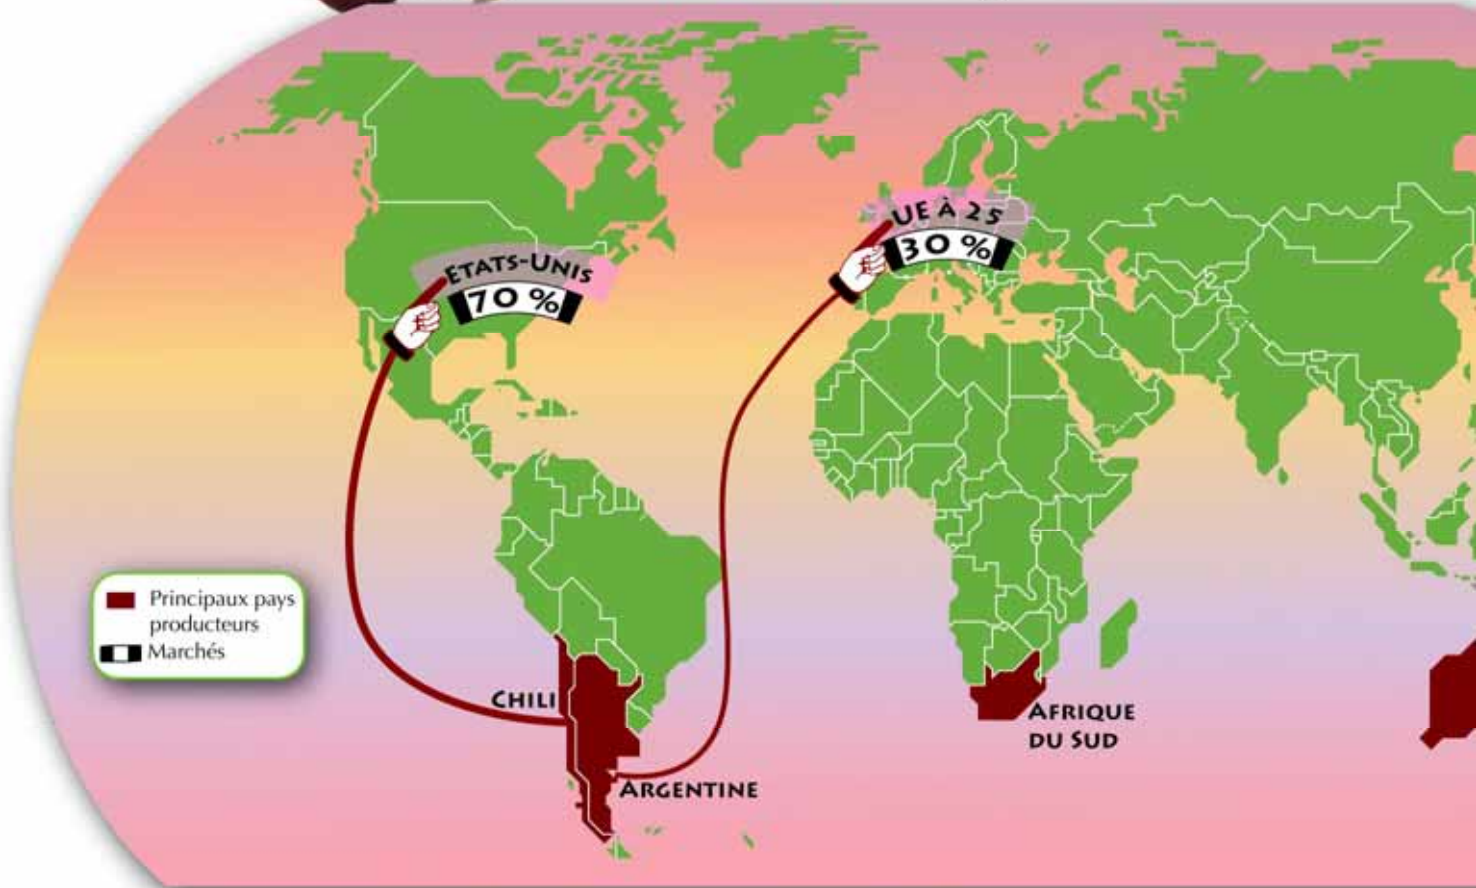 UE À 25
30 %
ETATS-UNIS
70 %
Principaux pays
producteurs
Marchés
CHILI
AFRIQUE
DU SUD
ARGENTINE